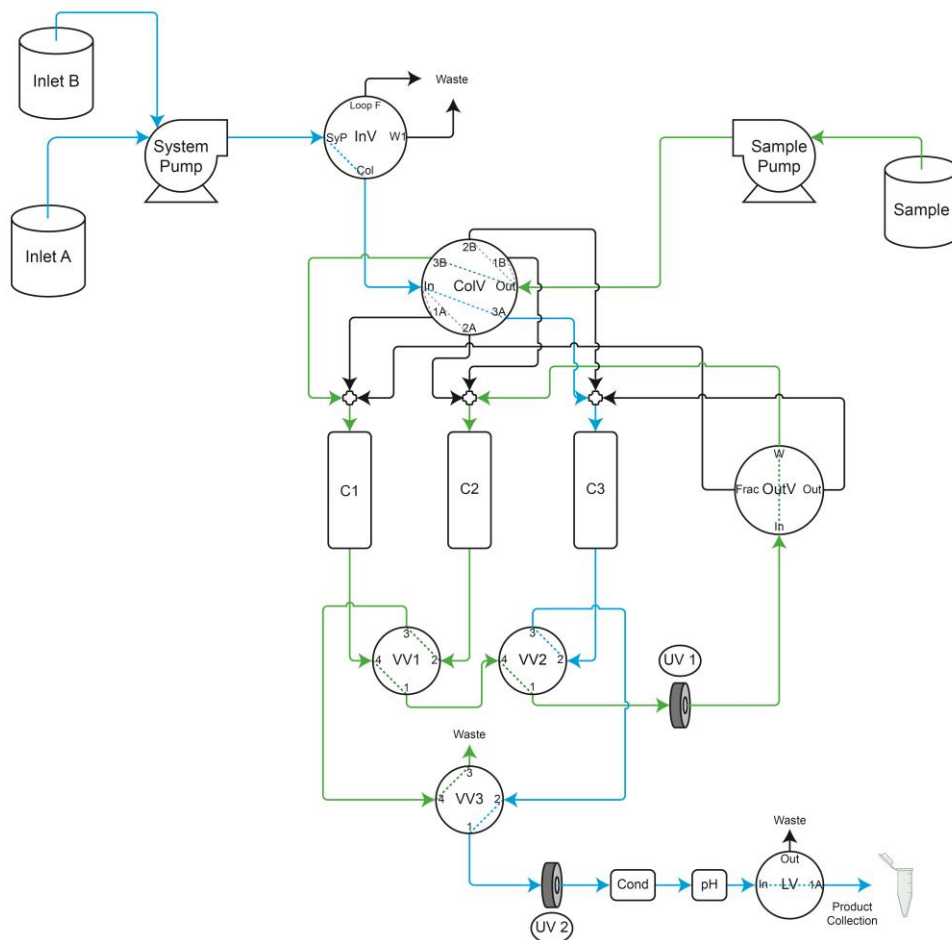 Inlet B
Inlet A
System
Pump
Loop F
SyP
InV
W1
Col
Waste
Sample
Pump
Sample
2B
3B
1B
In
ColV
Out
1A
3A
2A
C1
C2
C3
W
Frac
OutV
Out
In
3
4
VV1
2
1
3
4
VV2
2
1
UV 1
Waste
3
4
VV3
2
1
UV 2
Cond
pH
Waste
Out
In
LV
1A
Product
Collection